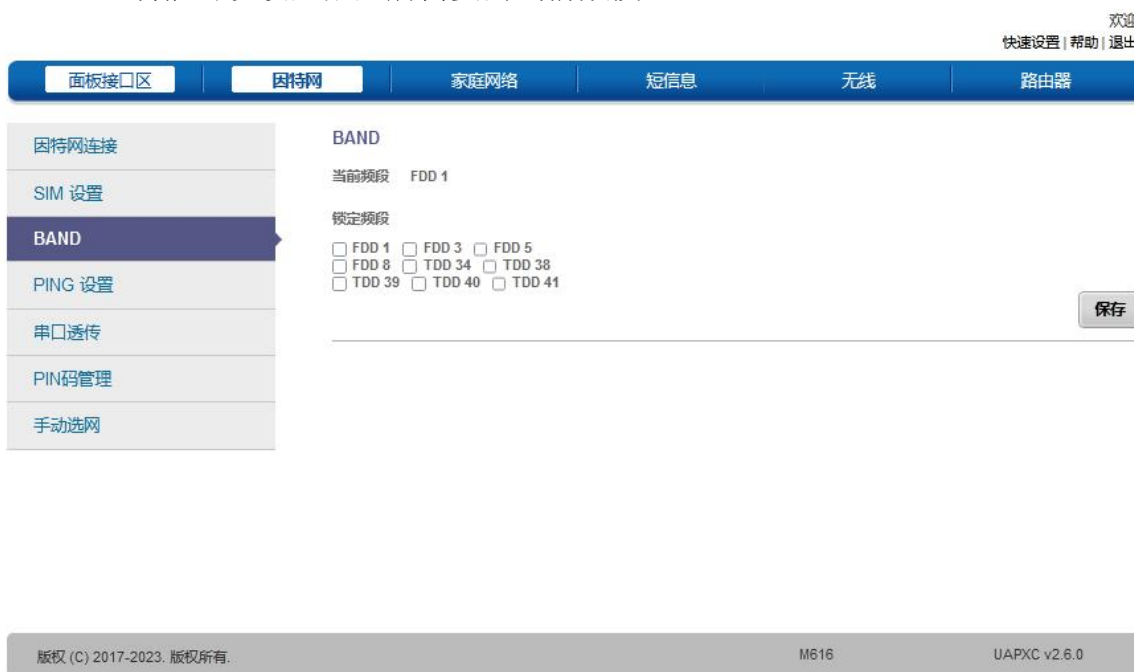 欢迎
快速设置 | 帮助 | 退出
面板接口区 因特网 家庭网络 短信息 无线 路由器
因特网连接
SIM 设置
BAND
PING 设置
串口透传
PIN码管理
手动选网
BAND
当前频段 FDD 1
锁定频段
FDD 1 FDD 3 FDD 5
FDD 8 TDD 34 TDD 38
TDD 39 TDD 40 TDD 41
保存
版权 (C) 2017-2023. 版权所有. M616 UAPXC v2.6.0